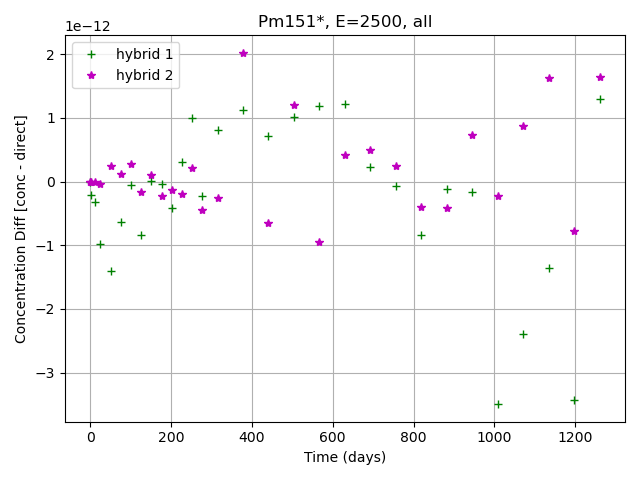 Pm151*, E=2500, all
1e−12
hybrid 1
hybrid 2
Concentration Diff [conc - direct]
2
1
0
−1
−2
−3
0 200 400 600 800 1000 1200
Time (days)